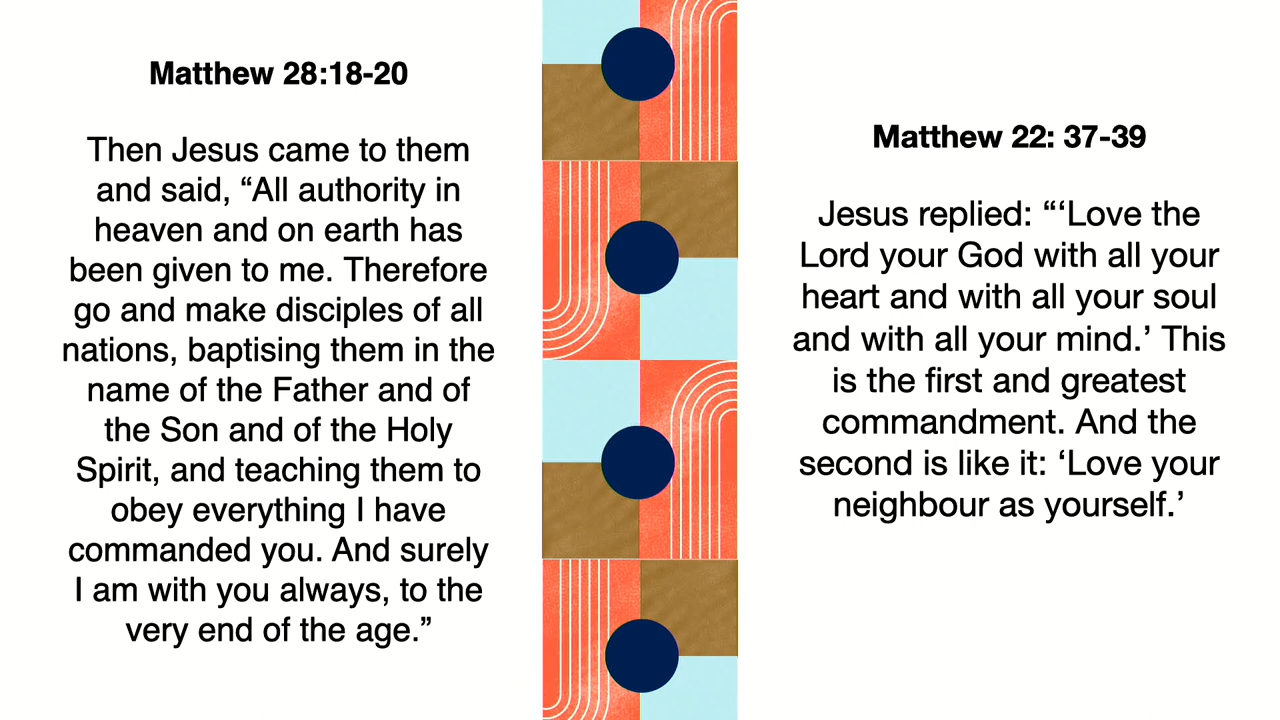 Matthew 28:18-20
Then Jesus came to them
and said, “All authority in
heaven and on earth has
been given to me. Therefore
go and make disciples of all
nations, baptising them in the
name of the Father and of
the Son and of the Holy
Spirit, and teaching them to
obey everything I have
commanded you. And surely
I am with you always, to the
very end of the age.”
Matthew 22: 37-39
Jesus replied: “‘Love the
Lord your God with all your
heart and with all your soul
and with all your mind.’ This
is the first and greatest
commandment. And the
second is like it: ‘Love your
neighbour as yourself.’